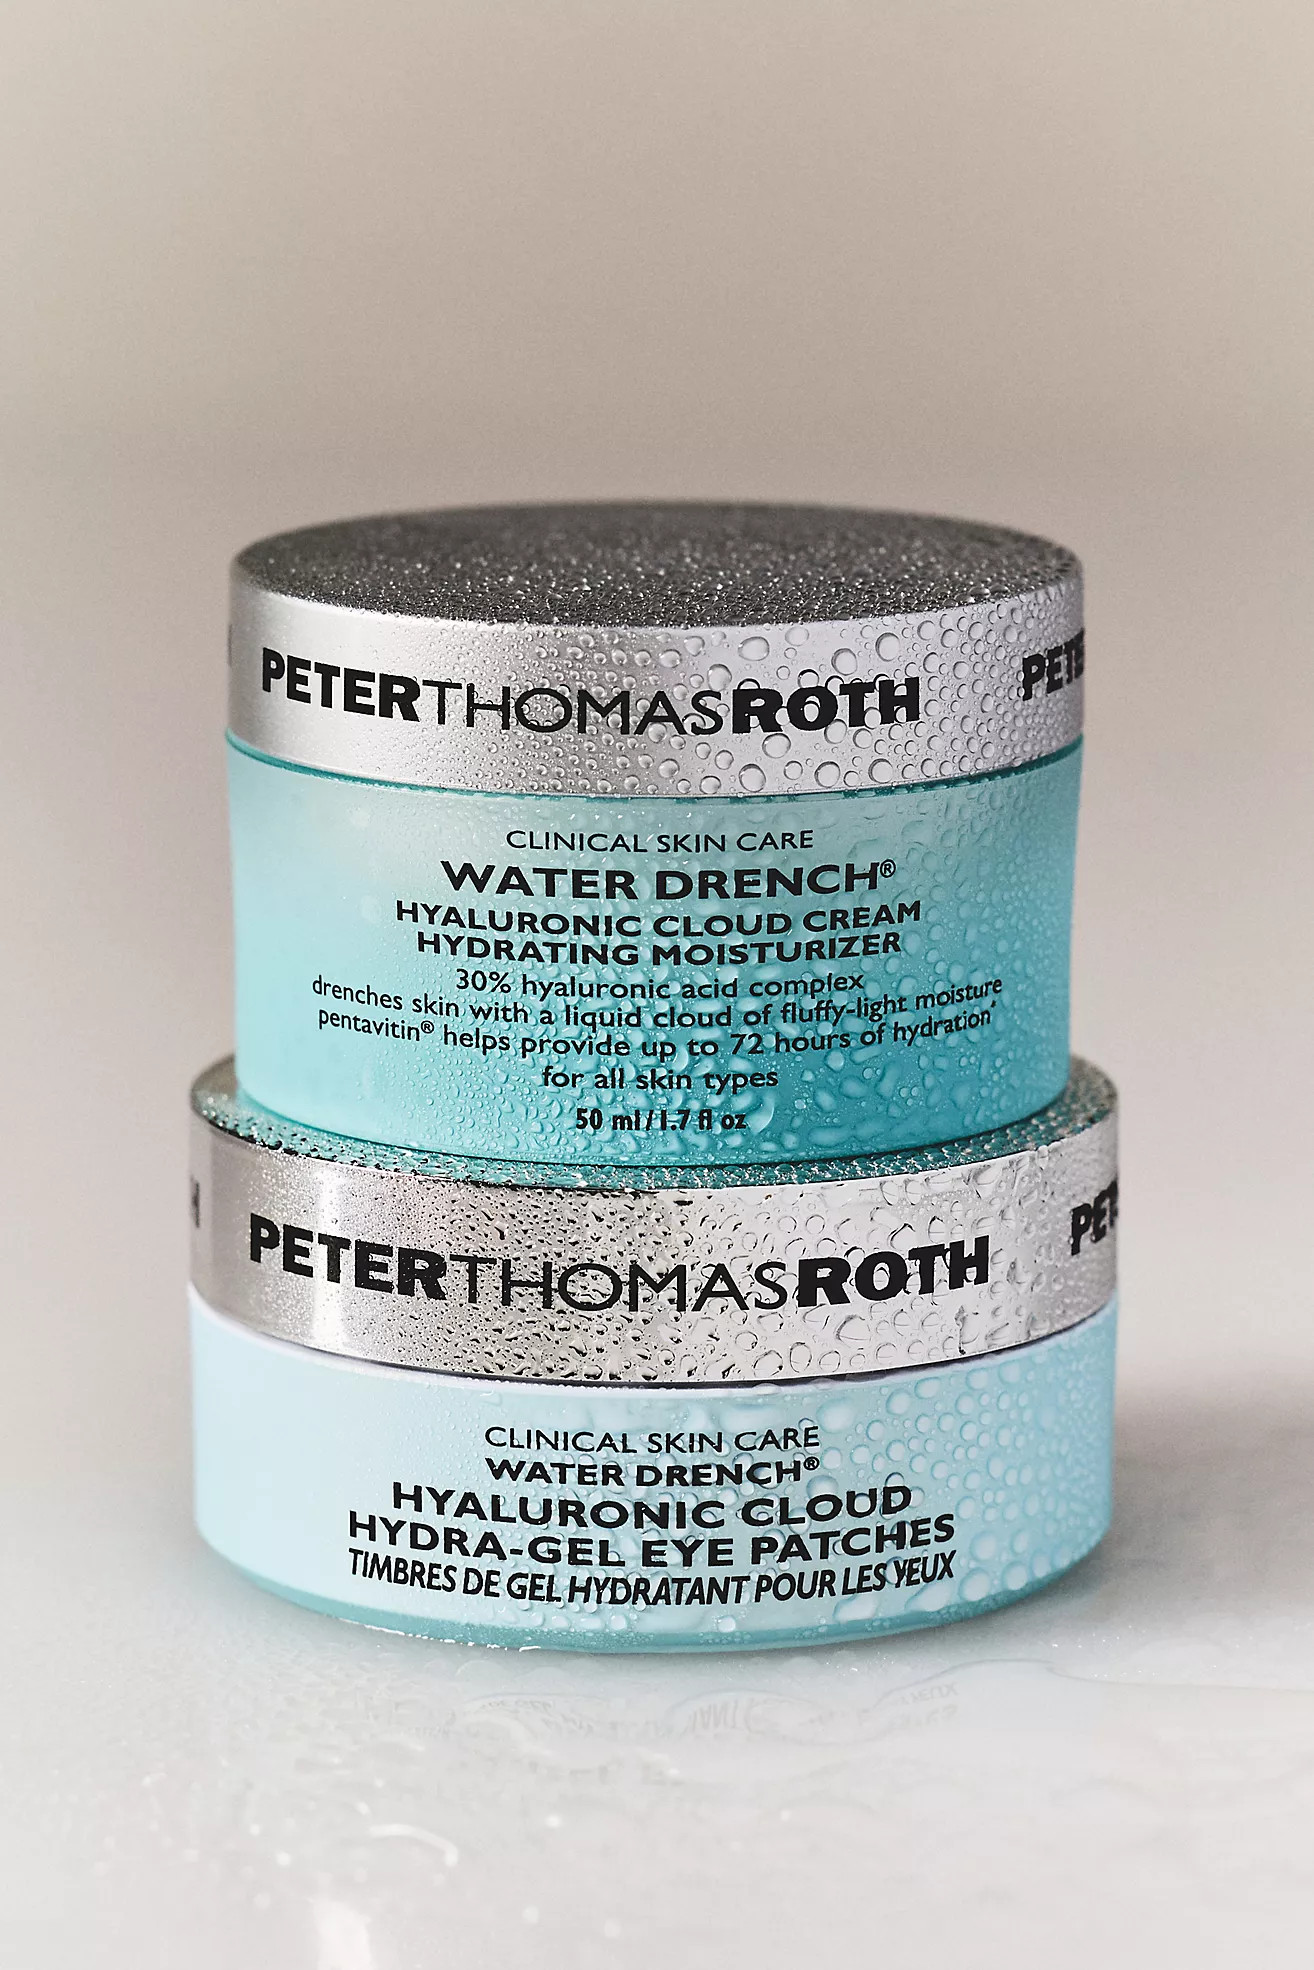 PETERTHOMASROTH PETE
CLINICAL SKIN CARE
WATER DRENCH®
HYALURONIC CLOUD CREAM
HYDRATING MOISTURIZER
30% hyaluronic acid complex
drenches skin with a liquid cloud of fluffy-light moisture
pentavitin® helps provide up to 72 hours of hydration*
for all skin types
50 ml/1.7 fl oz
PETERTHOMASROTH PET
CLINICAL SKIN CARE
WATER DRENCH®
HYALURONIC CLOUD
HYDRA-GEL EYE PATCHES
TIMBRES DE GEL HYDRATANT POUR LES YEUX